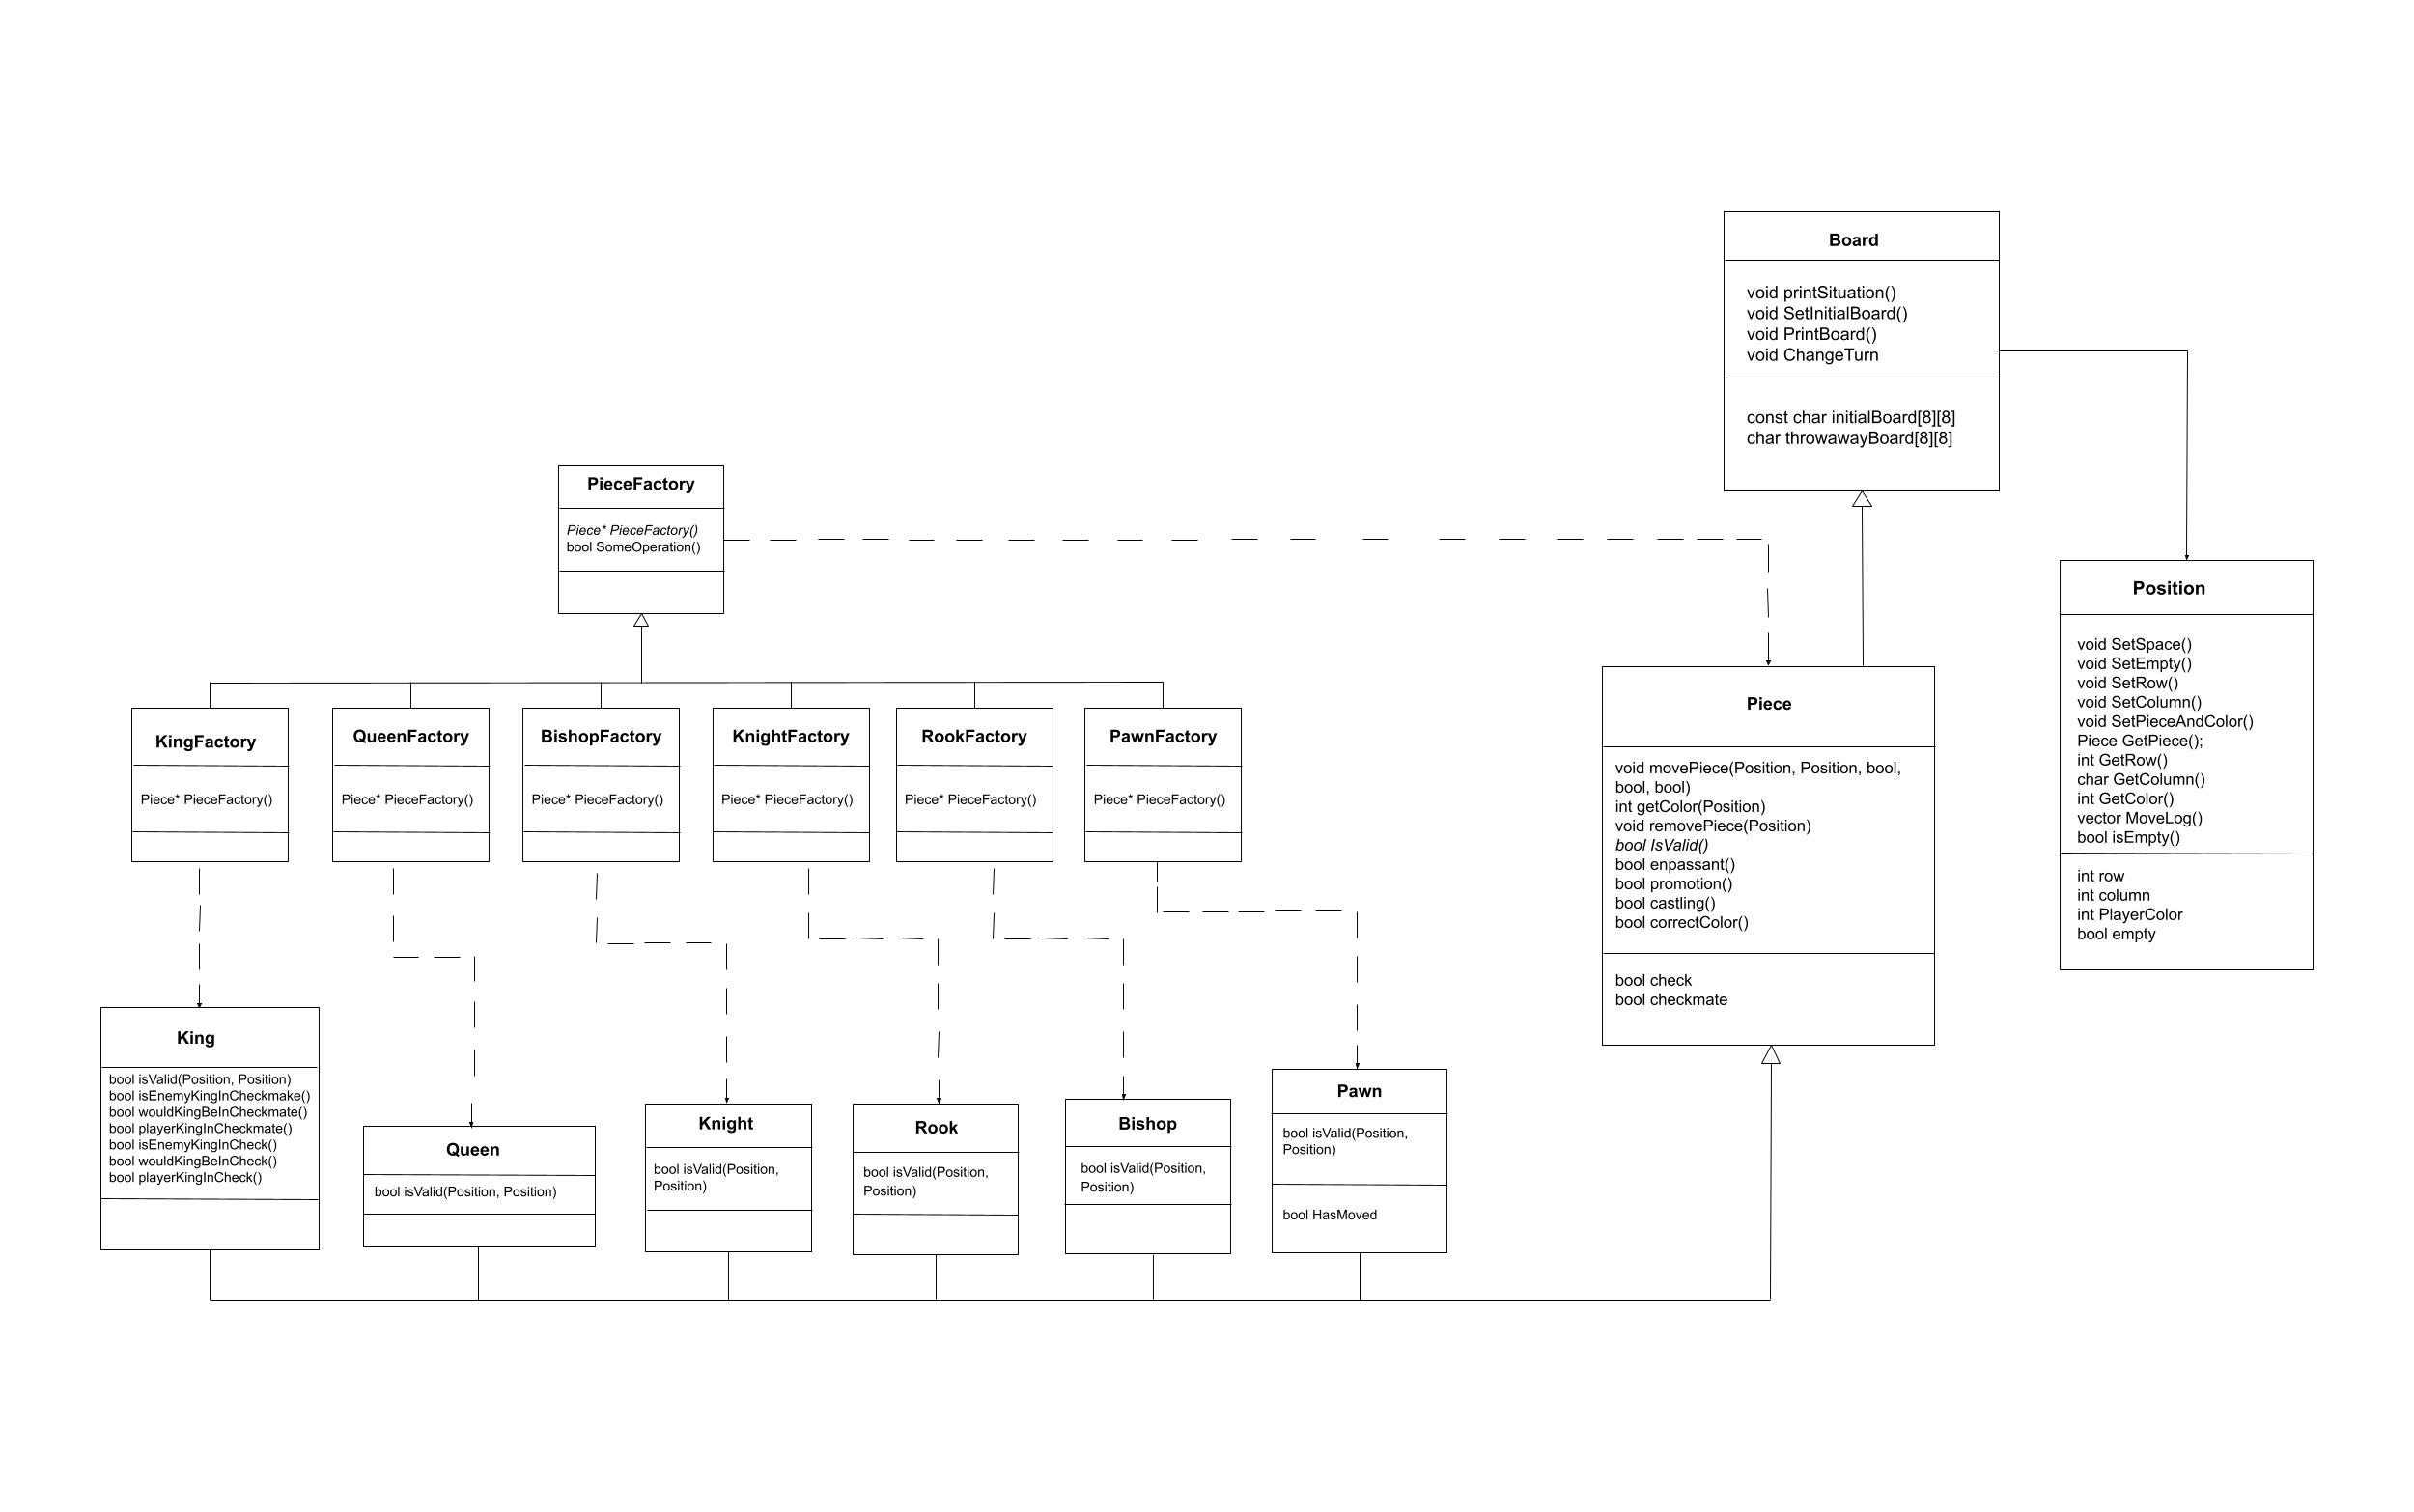 Board
void printSituation()
void SetInitialBoard()
void PrintBoard()
void ChangeTurn
const char initialBoard[8][8]
char throwawayBoard[8][8]
PieceFactory
Piece* PieceFactory()
bool SomeOperation()
Position
void SetSpace()
void SetEmpty()
void SetRow()
void SetColumn()
void SetPieceAndColor()
Piece GetPiece();
int GetRow()
char GetColumn()
int GetColor()
vector MoveLog()
bool isEmpty()
int row
int column
int PlayerColor
bool empty
Piece
void movePiece(Position, Position, bool,
bool, bool)
int getColor(Position)
void removePiece(Position)
bool IsValid()
bool enpassant()
bool promotion()
bool castling()
bool correctColor()
bool check
bool checkmate
KingFactory
Piece* PieceFactory()
QueenFactory
Piece* PieceFactory()
BishopFactory
Piece* PieceFactory()
KnightFactory
Piece* PieceFactory()
RookFactory
Piece* PieceFactory()
PawnFactory
Piece* PieceFactory()
King
bool isValid(Position, Position)
bool isEnemyKingInCheckmake()
bool wouldKingBeInCheckmate()
bool playerKingInCheckmate()
bool isEnemyKingInCheck()
bool wouldKingBeInCheck()
bool playerKingInCheck()
Queen
bool isValid(Position, Position)
Knight
bool isValid(Position,
Position)
Rook
bool isValid(Position,
Position)
Bishop
bool isValid(Position,
Position)
Pawn
bool isValid(Position,
Position)
bool HasMoved